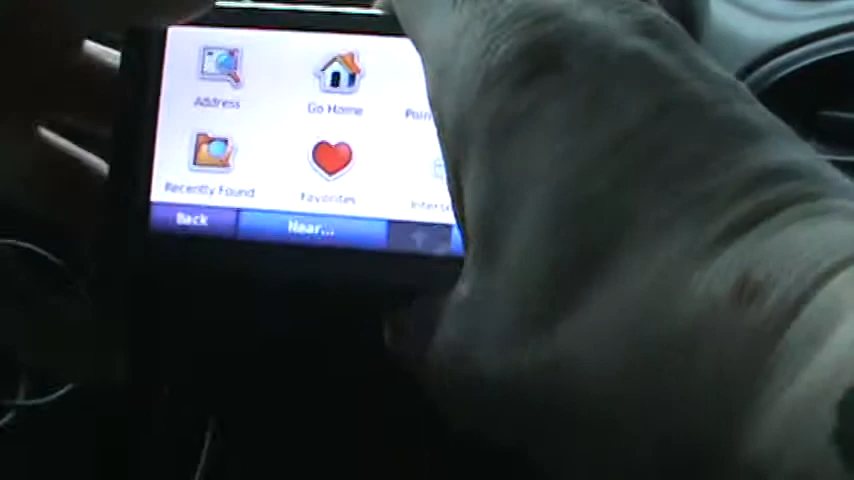 Address
Go Home
Recently Found
Favorites
Back
Near...